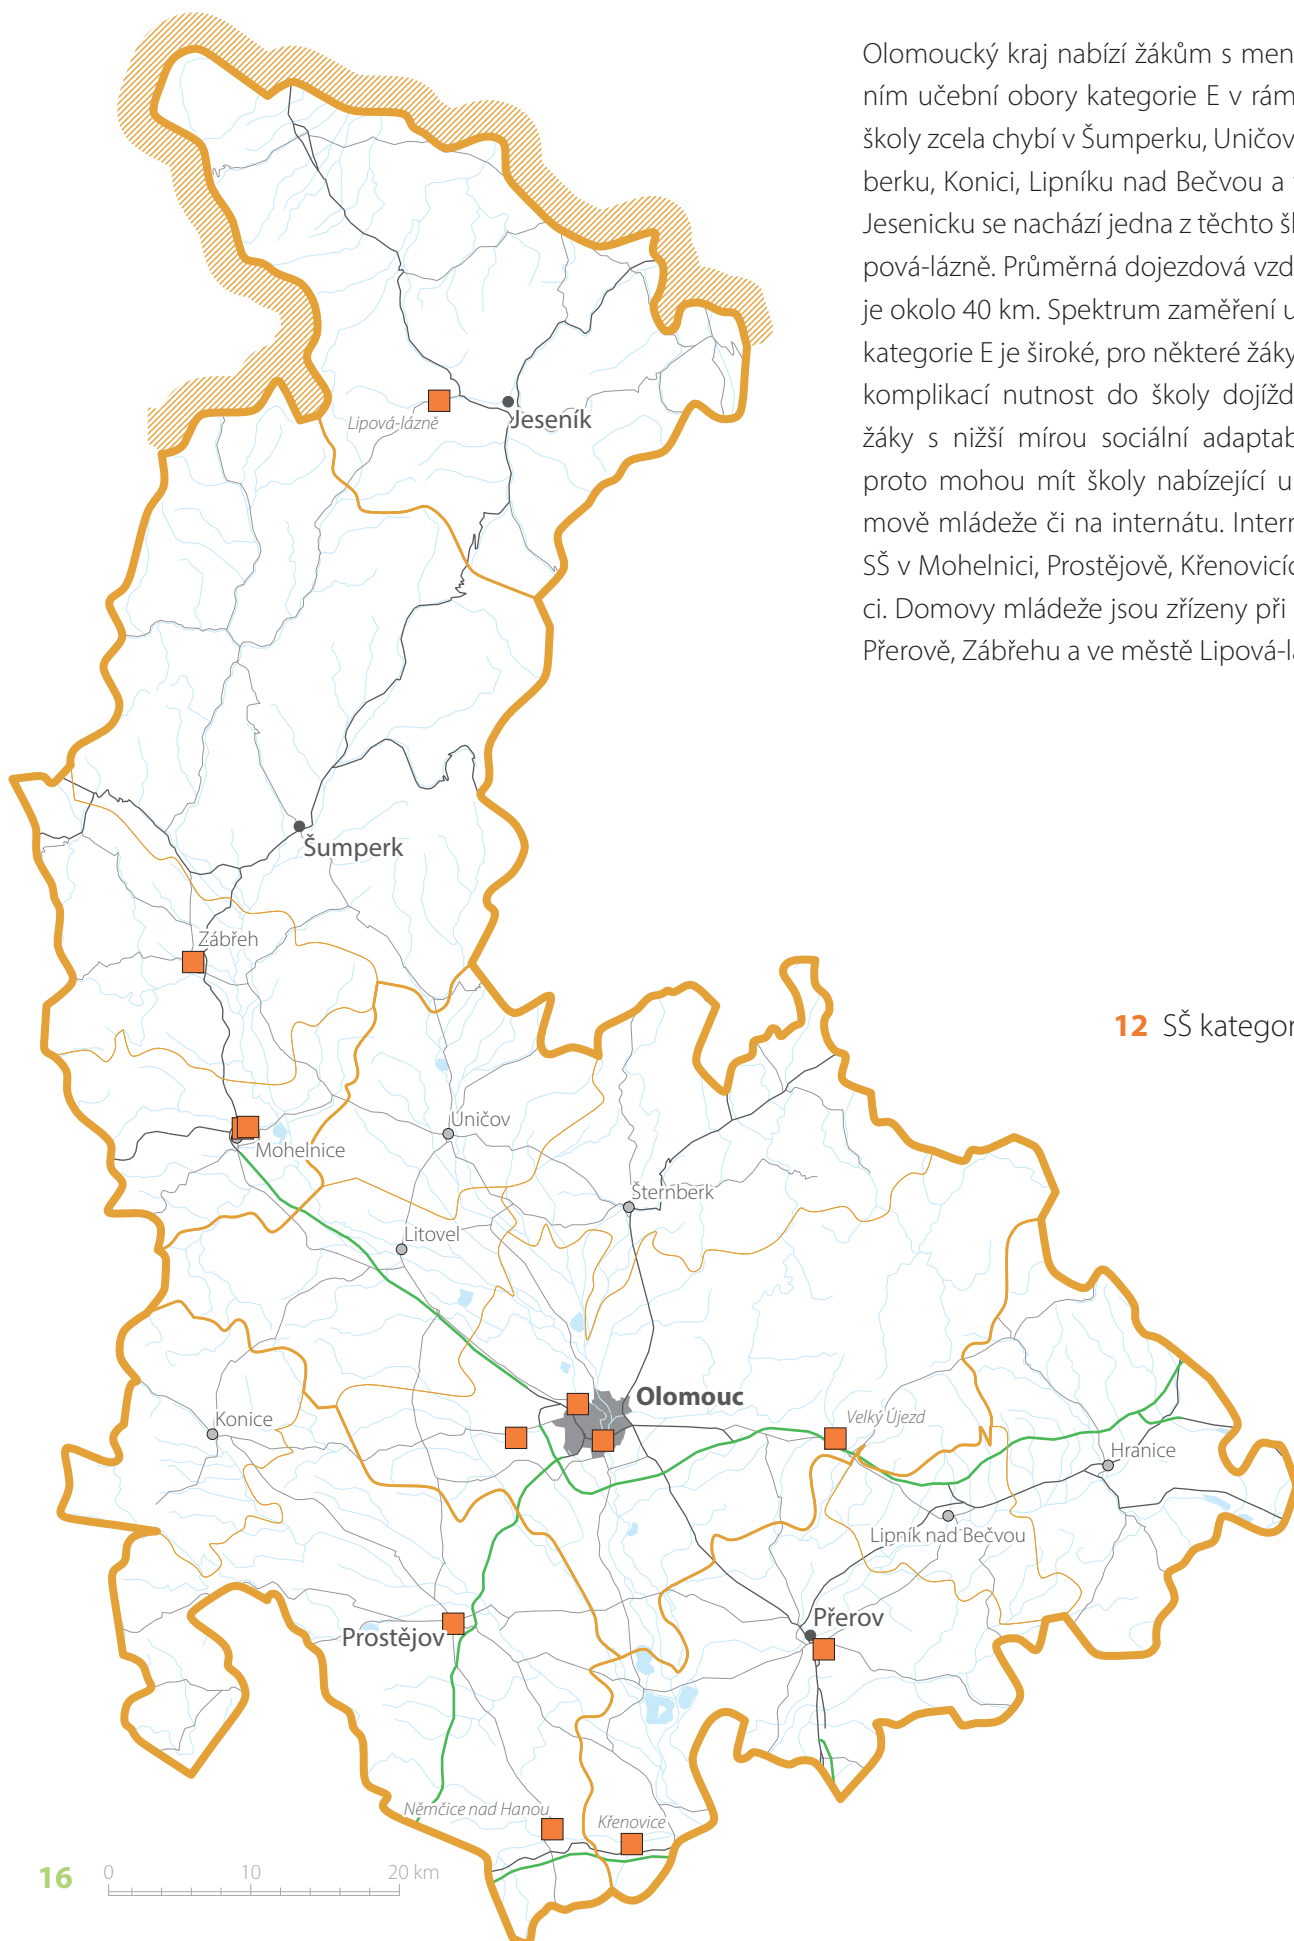 Olomoucký kraj nabízí žákům s men
ním učební obory kategorie E v rám
školy zcela chybí v Šumperku, Uničov
berku, Konici, Lipníku nad Bečvou a
Jesenicku se nachází jedna z těchto š
pová-lázně. Průměrná dojezdová vzd
je okolo 40 km. Spektrum zaměření u
kategorie E je široké, pro některé žáky
komplikací nutnost do školy dojížd
žáky s nižší mírou sociální adaptab
proto mohou mít školy nabízející u
mově mládeže či na internátu. Intern
SŠ v Mohelnici, Prostějově, Křenovicíc
ci. Domovy mládeže jsou zřízeny při
Přerově, Zábřehu a ve městě Lipová-lá
Lipová-lázně
Jeseník
Šumperk
Zábřeh
12 SŠ kategor
Uničov
Mohelnice
Šternberk
Litovel
Olomouc
Velký Újezd
Konice
Hranice
Lipník nad Bečvou
Přerov
Prostějov
Němčice nad Hanou
Křenovice
16
0 10 20 km